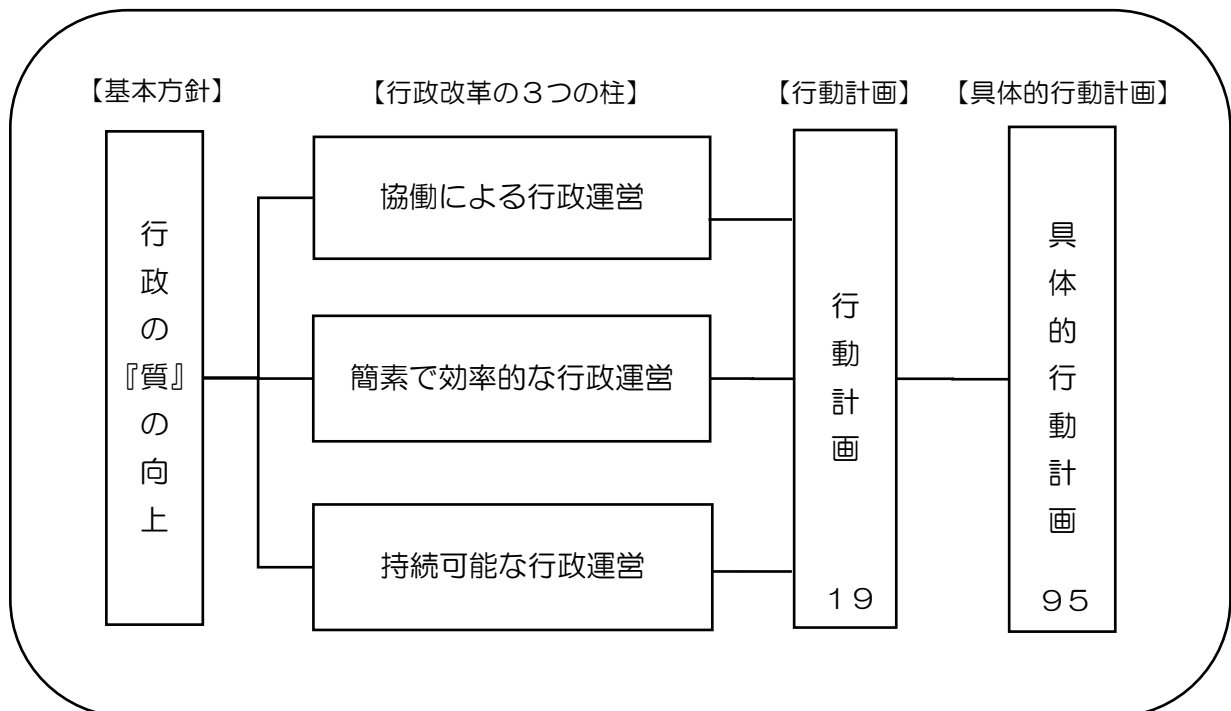 【基本方針】
【行政改革の３つの柱】
【行動計画】
【具体的行動計画】
行政の『質』の向上
協働による行政運営
簡素で効率的な行政運営
持続可能な行政運営
行動計画
１９
具体的行動計画
９５